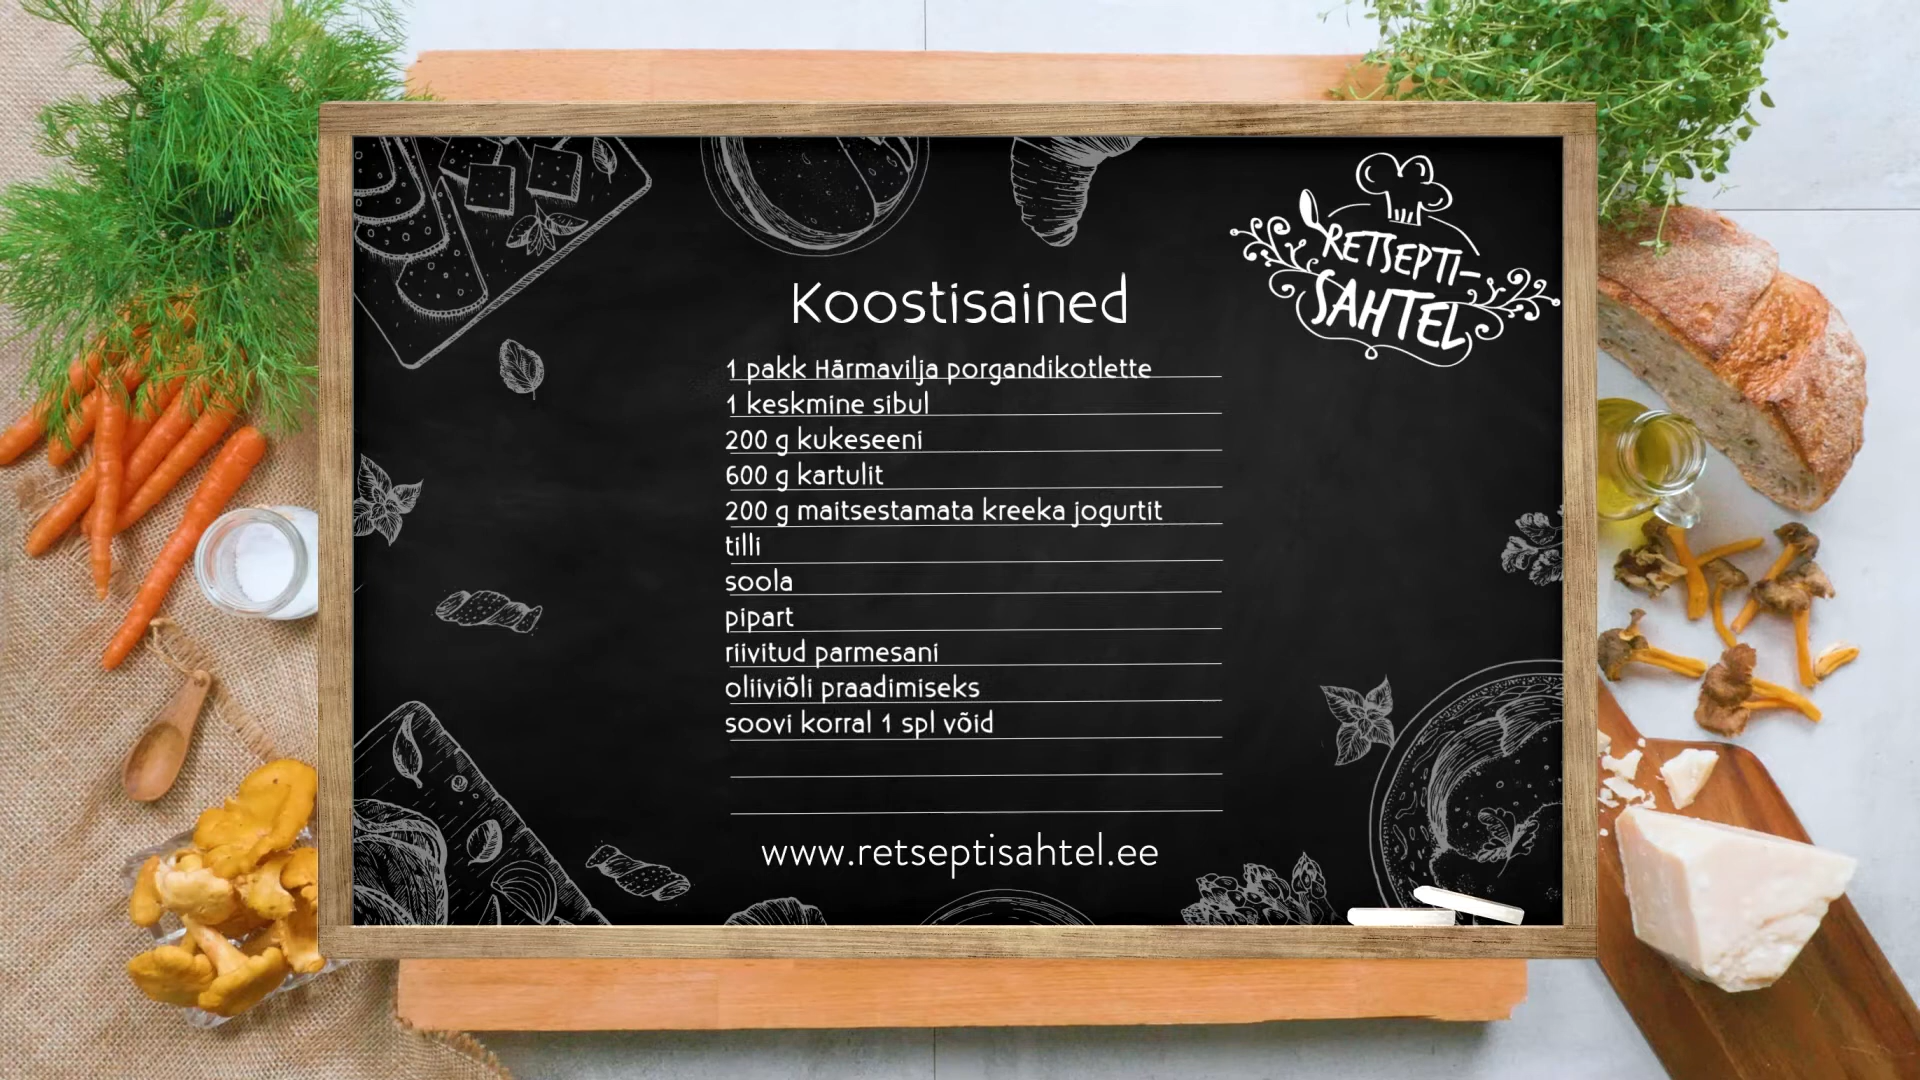 RETSEPTI-
SAHTEL
Koostisained
1 pakk Härmavilja porgandikotlette
1 keskmine sibul
200 g kukeseeni
600 g kartulit
200 g maitsestamata kreeka jogurtit
tilli
soola
pipart
riivitud parmesani
oliiviõli praadimiseks
soovi korral 1 spl võid
www.retseptisahtel.ee